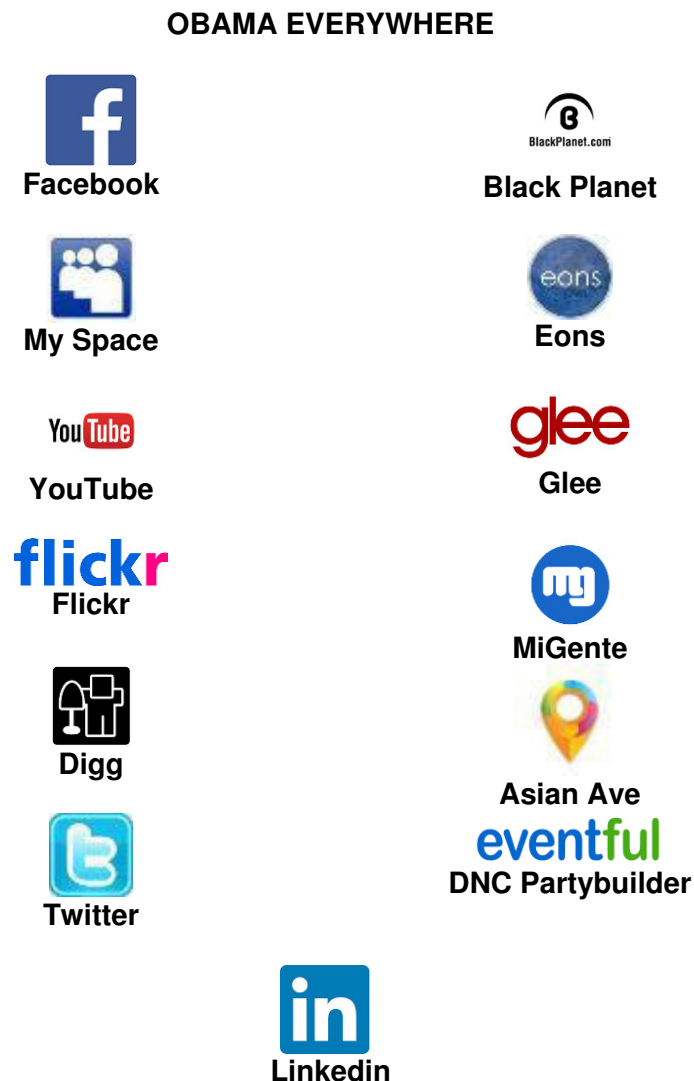 OBAMA EVERYWHERE
f
Facebook
B
BlackPlanet.com
Black Planet
My Space
eons
Eons
YouTube
YouTube
glee
Glee
flickr
Flickr
mg
MiGente
Digg
Asian Ave
t
Twitter
eventful
DNC Partybuilder
in
Linkedin